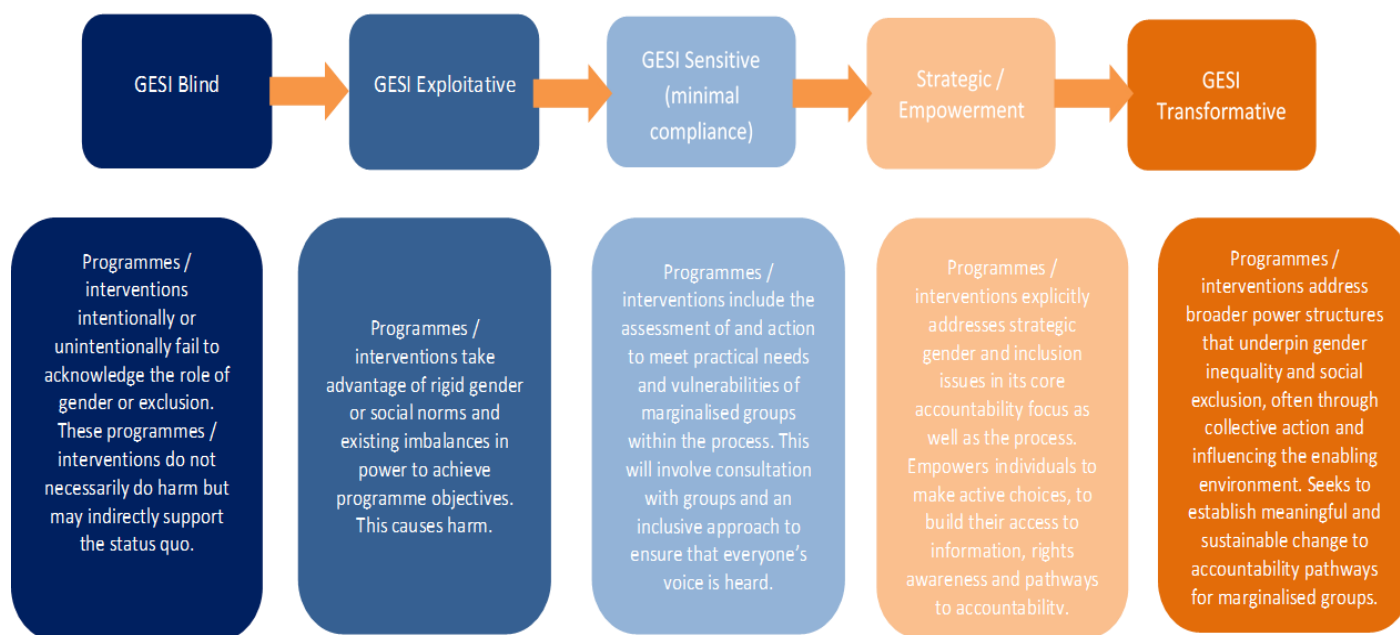 GESI Blind
GESI Exploitative
GESI Sensitive
(minimal
compliance)
Strategic /
Empowerment
GESI
Transformative
Programmes /
interventions
intentionally or
unintentionally fail to
acknowledge the role of
gender or exclusion.
These programmes /
interventions do not
necessarily do harm but
may indirectly support
the status quo.
Programmes /
interventions take
advantage of rigid gender
or social norms and
existing imbalances in
power to achieve
programme objectives.
This causes harm.
Programmes /
interventions include the
assessment of and action
to meet practical needs
and vulnerabilities of
marginalised groups
within the process. This
will involve consultation
with groups and an
inclusive approach to
ensure that everyone's
voice is heard.
Programmes /
interventions explicitly
addresses strategic
gender and inclusion
issues in its core
accountability focus as
well as the process.
Empowers individuals to
make active choices, to
build their access to
information, rights
awareness and pathways
to accountability.
Programmes /
interventions address
broader power structures
that underpin gender
inequality and social
exclusion, often through
collective action and
influencing the enabling
environment. Seeks to
establish meaningful and
sustainable change to
accountability pathways
for marginalised groups.